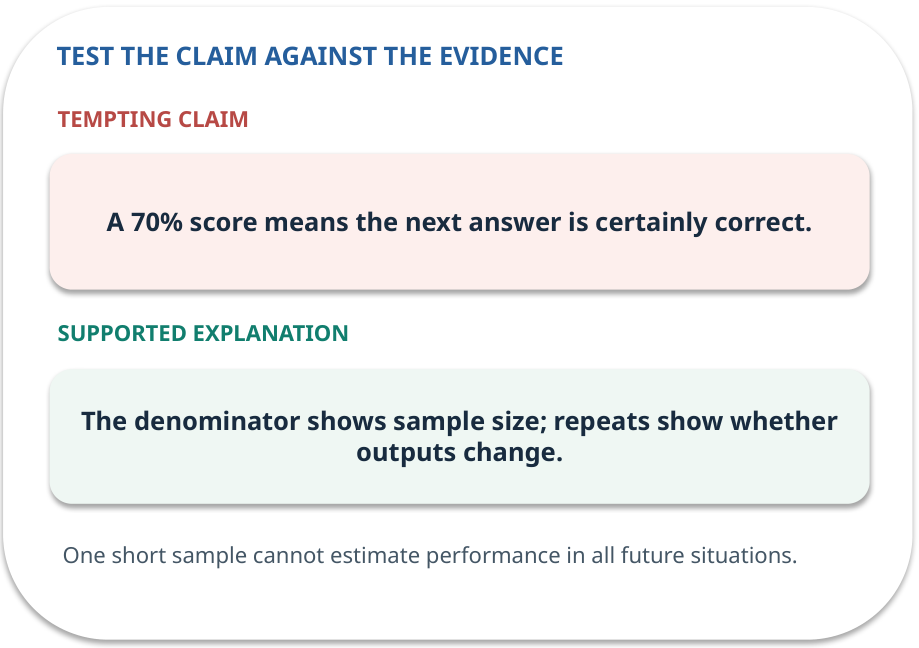 TEST THE CLAIM AGAINST THE EVIDENCE
TEMPTING CLAIM
A 70% score means the next answer is certainly correct.
SUPPORTED EXPLANATION
The denominator shows sample size; repeats show whether
outputs change.
One short sample cannot estimate performance in all future situations.